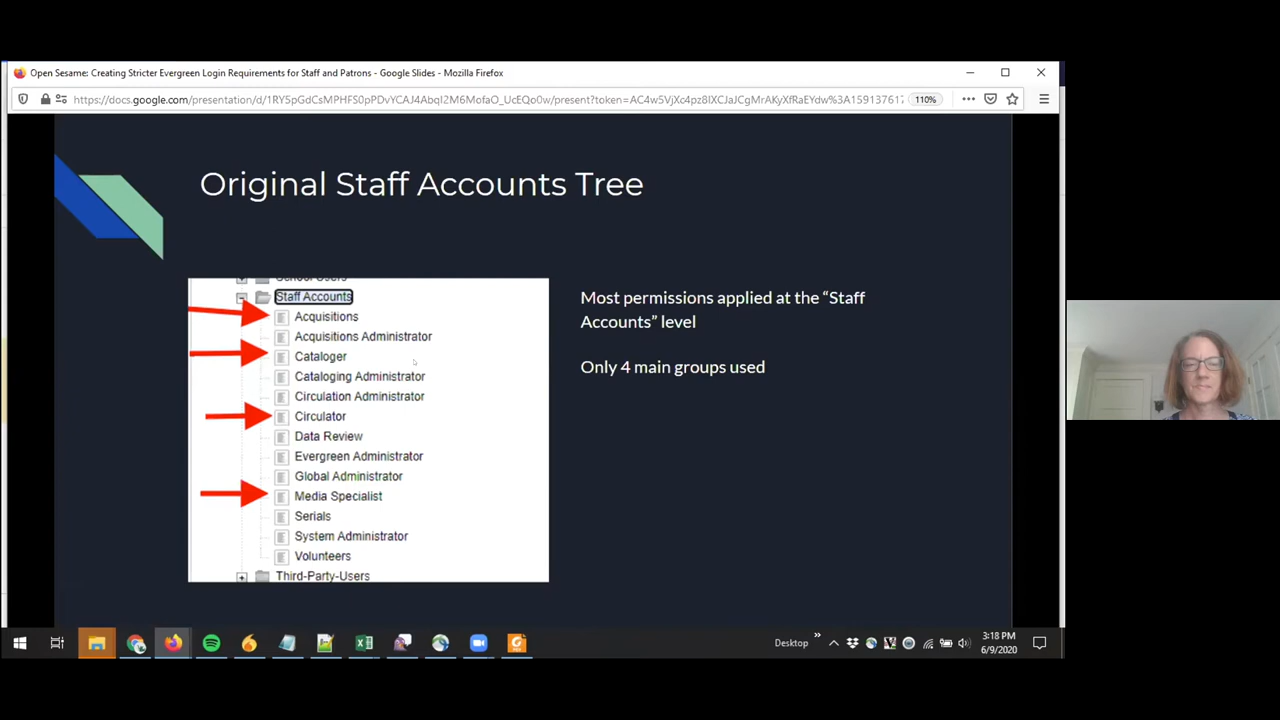 Open Sesame: Creating Stricter Evergreen Login Requirements for Staff and Patrons - Google Slides - Mozilla Firefox
110%
Original Staff Accounts Tree
School Users
Staff Accounts
Acquisitions
Acquisitions Administrator
Cataloger
Cataloging Administrator
Circulation Administrator
Circulator
Data Review
Evergreen Administrator
Global Administrator
Media Specialist
Serials
System Administrator
Volunteers
Third-Party-Users
Most permissions applied at the “Staff
Accounts” level
Only 4 main groups used
Desktop
3:18 PM
6/9/2020